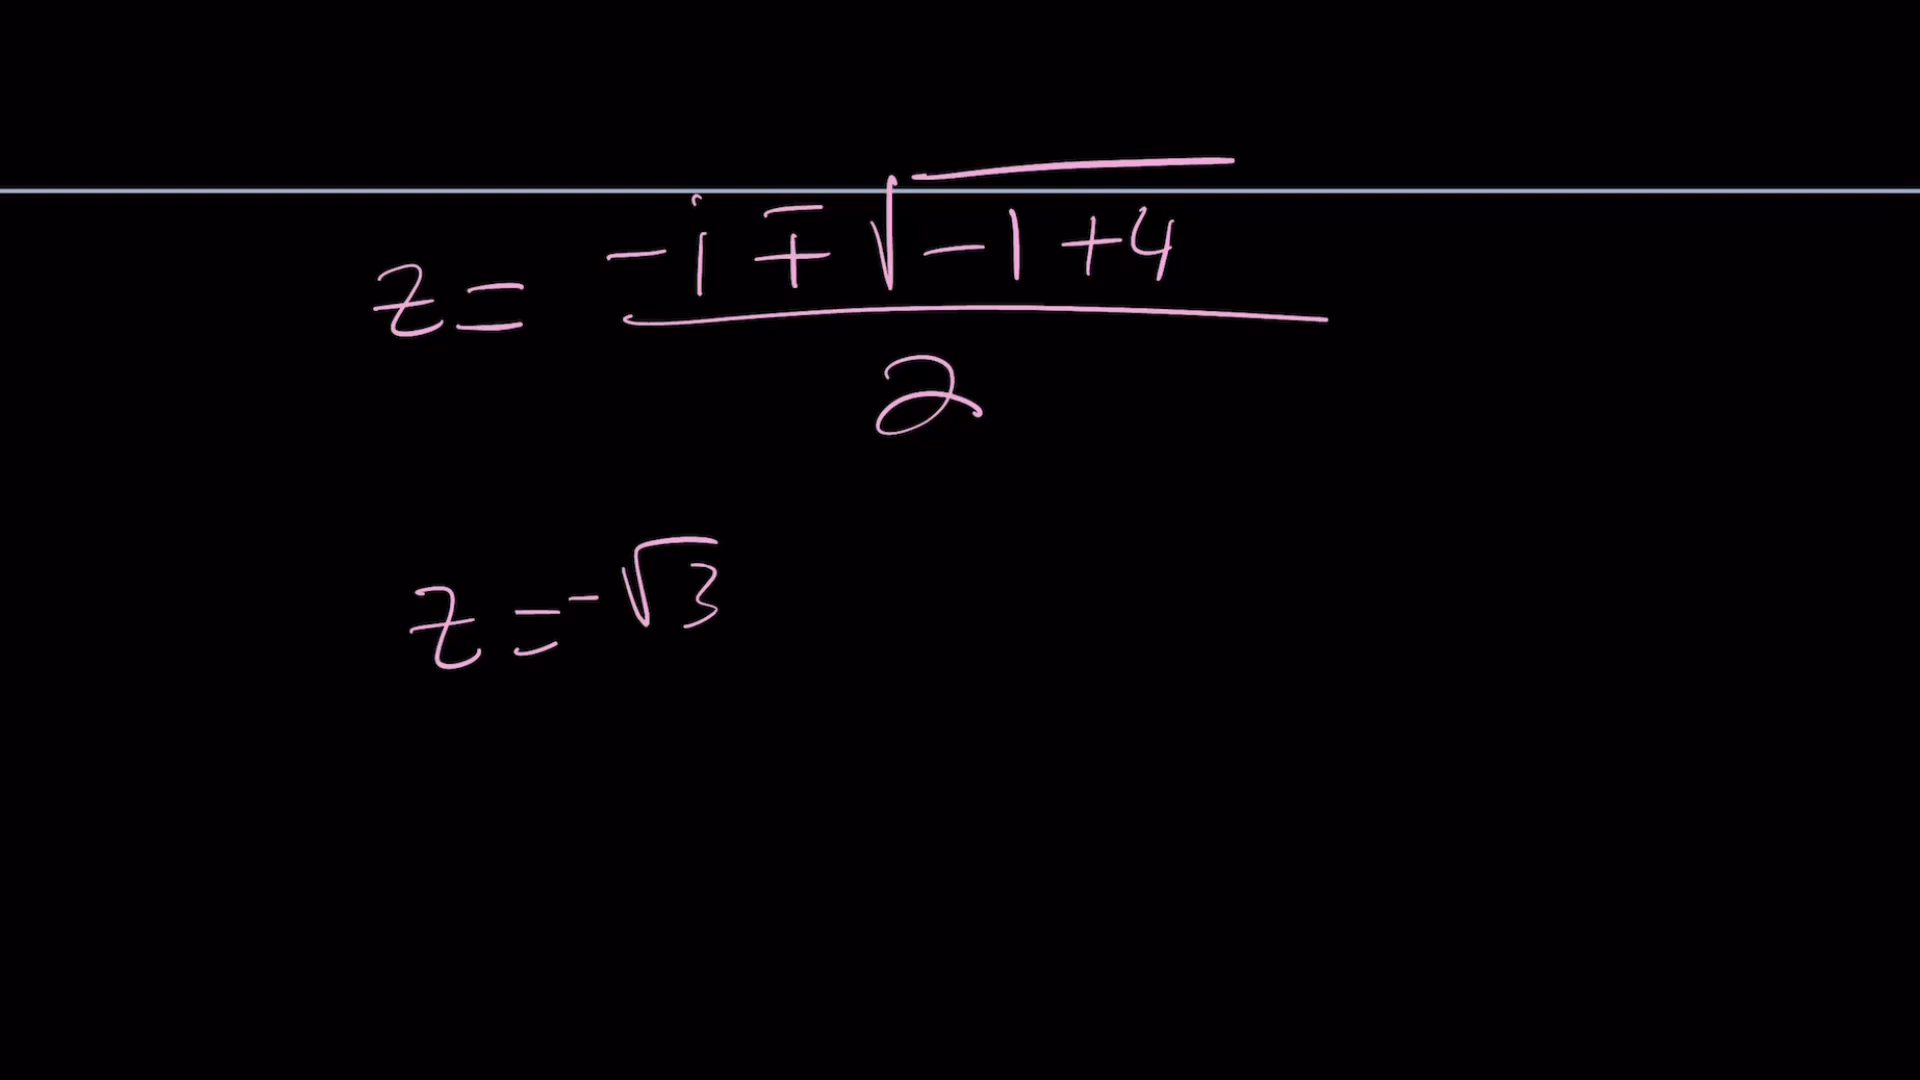 z = (-i ∓ √(-1 + 4)) / 2
z = -√3